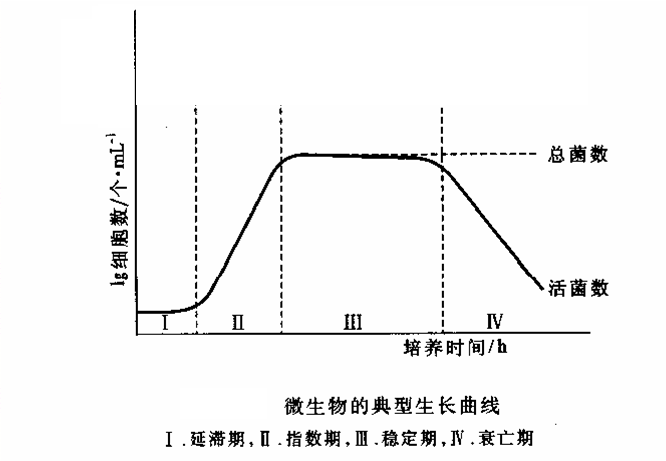 lg细胞数/个·mL⁻¹
总菌数
活菌数
Ⅰ Ⅱ Ⅲ Ⅳ
培养时间/h
微生物的典型生长曲线
Ⅰ.延滞期,Ⅱ.指数期,Ⅲ.稳定期,Ⅳ.衰亡期